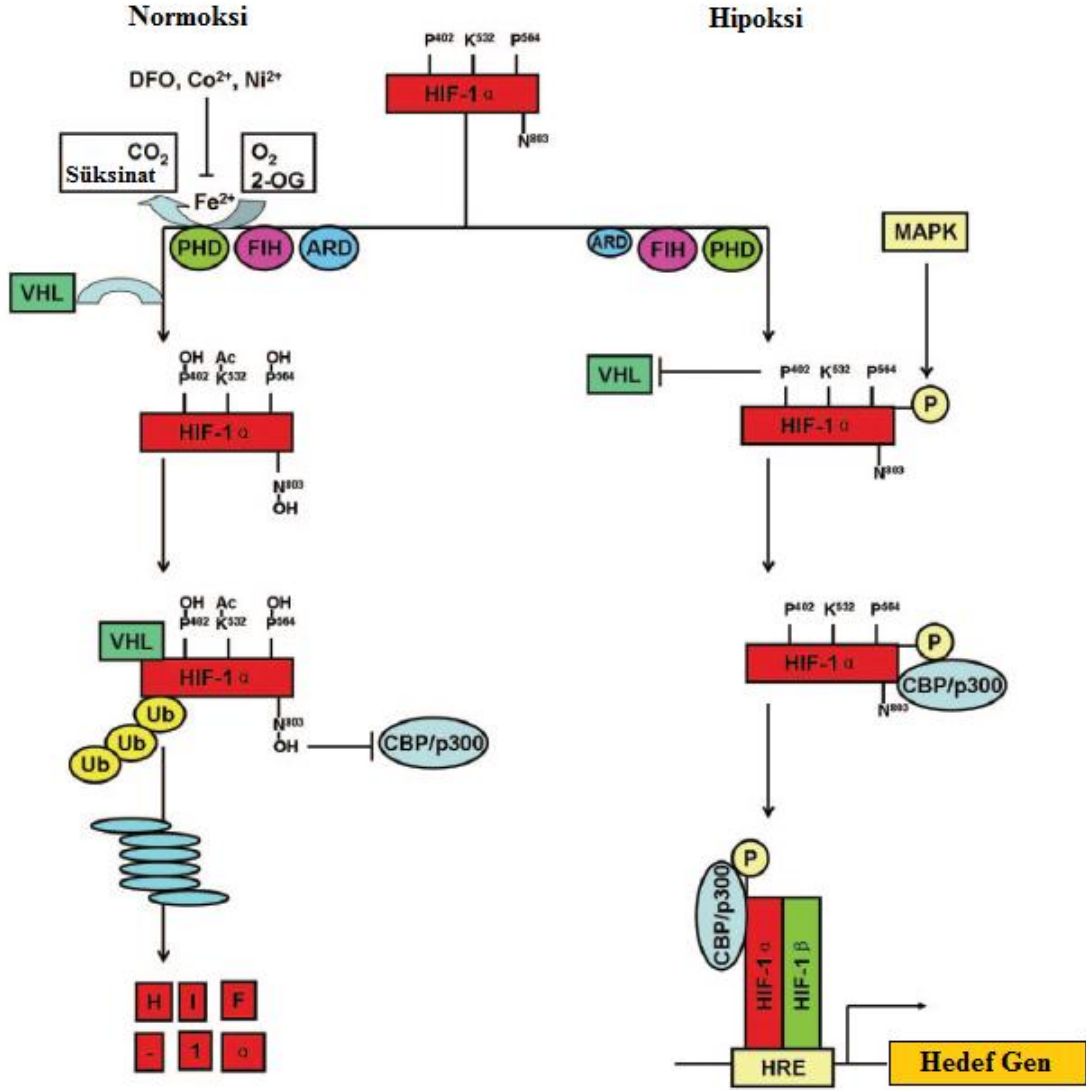 Normoksi
Hipoksi
P⁴⁰² K⁵³² P⁵⁶⁴
HIF-1 α
N⁸⁰³
DFO, Co²⁺, Ni²⁺
CO₂
Süksinat
O₂
2-OG
Fe²⁺
PHD FIH ARD
ARD FIH PHD
MAPK
VHL
OH Ac OH
P⁴⁰² K⁵³² P⁵⁶⁴
HIF-1 α
N⁸⁰³
OH
VHL
P⁴⁰² K⁵³² P⁵⁶⁴
P
HIF-1 α
N⁸⁰³
OH Ac OH
P⁴⁰² K⁵³² P⁵⁶⁴
VHL
HIF-1 α
Ub
Ub
Ub
N⁸⁰³
OH
CBP/p300
P⁴⁰² K⁵³² P⁵⁶⁴
P
HIF-1 α
CBP/p300
N⁸⁰³
H I F
- 1 α
P
CBP/p300
HIF-1 α
HIF-1 β
HRE
Hedef Gen